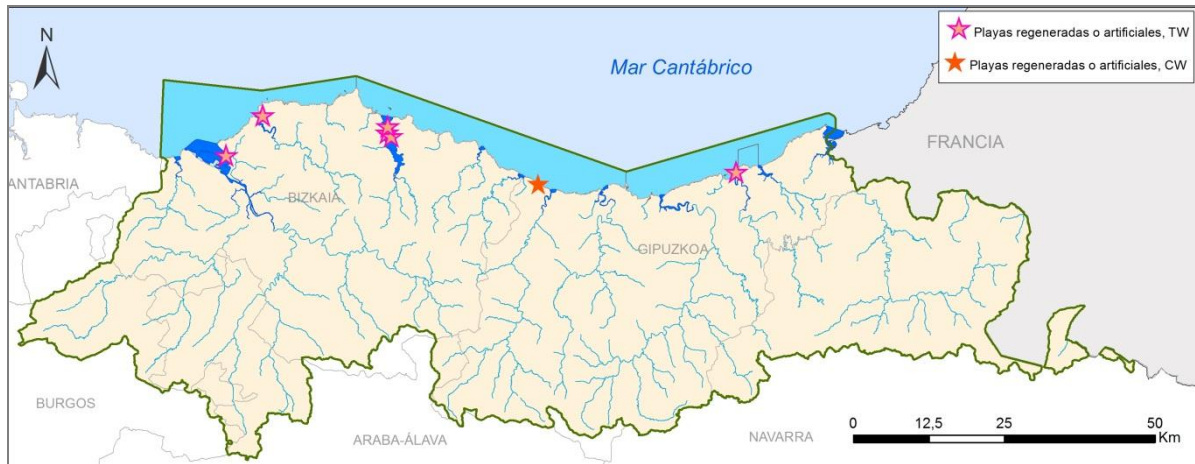 N
Playas regeneradas o artificiales, TW
Playas regeneradas o artificiales, CW
Mar Cantábrico
FRANCIA
ANTABRIA
BIZKAIA
GIPUZKOA
BURGOS
ARABA-ÁLAVA
NAVARRA
0 12,5 25 50
Km